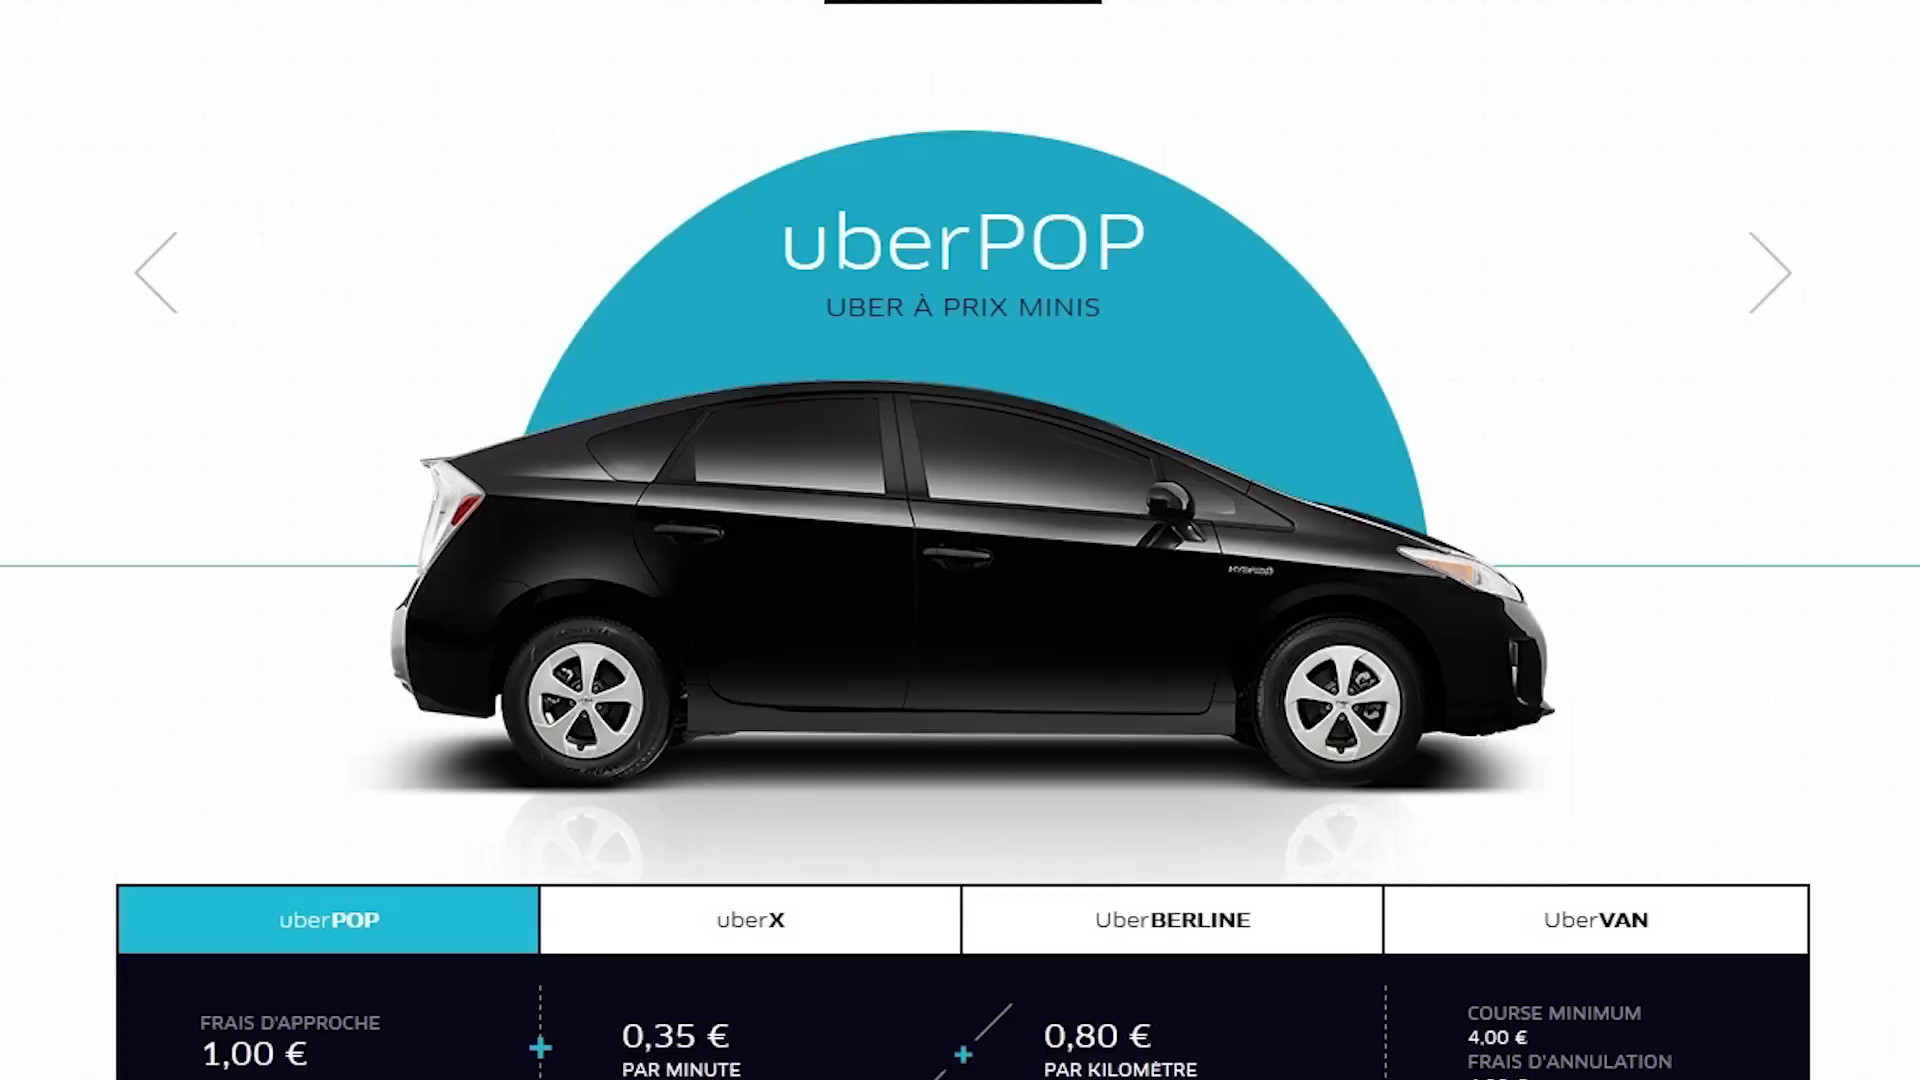 uberPOP
UBER À PRIX MINIS
HYBRID
uberPOP
uberX
UberBERLINE
UberVAN
FRAIS D'APPROCHE
1,00 €
+
0,35 €
PAR MINUTE
+
0,80 €
PAR KILOMÈTRE
COURSE MINIMUM
4.00 €
FRAIS D'ANNULATION